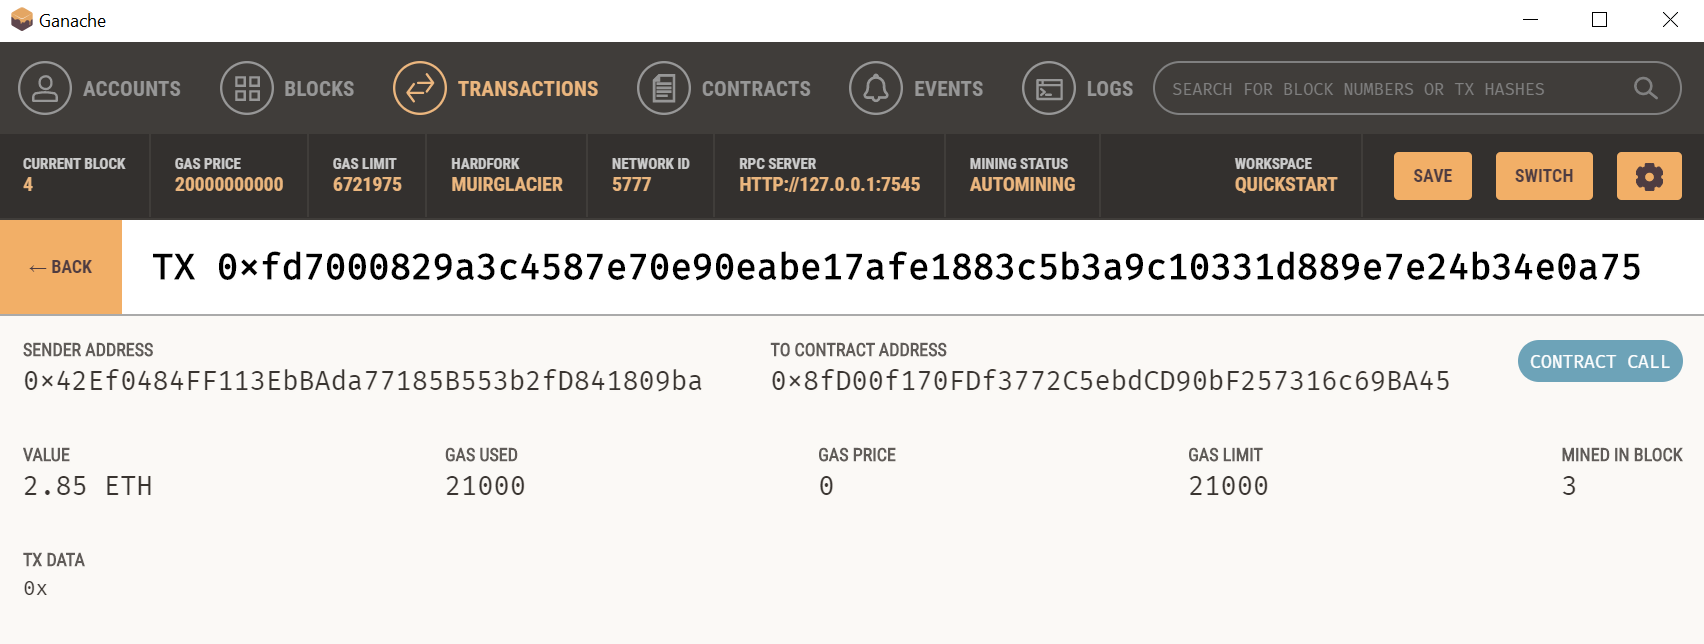 Ganache
ACCOUNTS BLOCKS TRANSACTIONS CONTRACTS EVENTS LOGS SEARCH FOR BLOCK NUMBERS OR TX HASHES
CURRENT BLOCK GAS PRICE GAS LIMIT HARDFORK NETWORK ID RPC SERVER MINING STATUS WORKSPACE
4 20000000000 6721975 MUIRGLACIER 5777 HTTP://127.0.0.1:7545 AUTOMINING QUICKSTART SAVE SWITCH
← BACK TX 0×fd7000829a3c4587e70e90eabe17afe1883c5b3a9c10331d889e7e24b34e0a75
SENDER ADDRESS TO CONTRACT ADDRESS
0×42Ef0484FF113EbBAda77185B553b2fD841809ba 0×8fD00f170FDf3772C5ebdCD90bF257316c69BA45 CONTRACT CALL
VALUE GAS USED GAS PRICE GAS LIMIT MINED IN BLOCK
2.85 ETH 21000 0 21000 3
TX DATA
0x